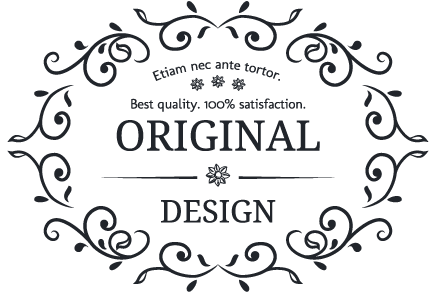 Etiam nec ante tortor.
Best quality. 100% satisfaction.
ORIGINAL
DESIGN